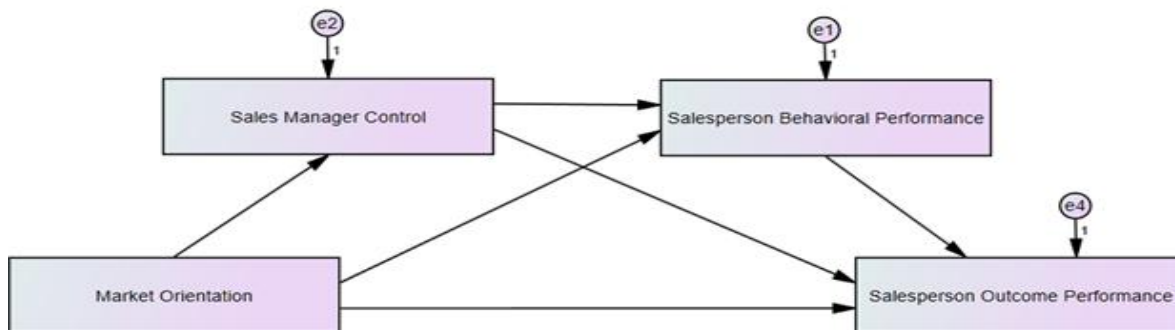 e2
1
e1
1
Sales Manager Control
Salesperson Behavioral Performance
e4
1
Market Orientation
Salesperson Outcome Performance